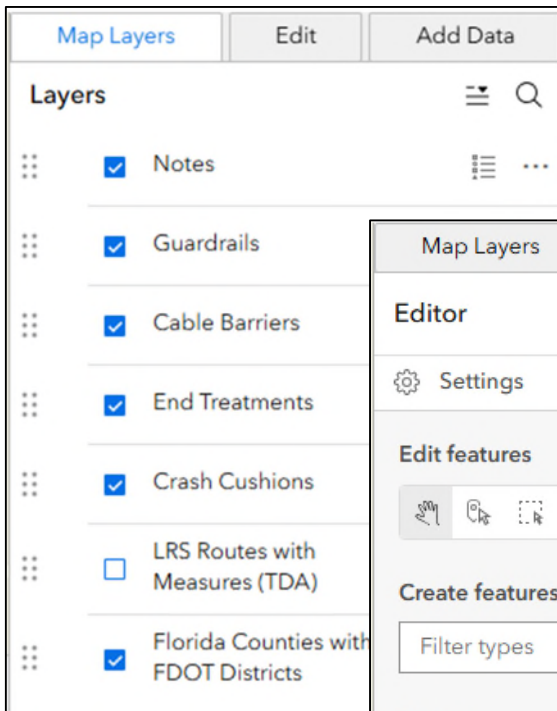 Map Layers Edit Add Data
Layers
Notes
Guardrails
Cable Barriers
End Treatments
Crash Cushions
LRS Routes with
Measures (TDA)
Florida Counties with
FDOT Districts
Map Layers
Editor
Settings
Edit features
Create features
Filter types